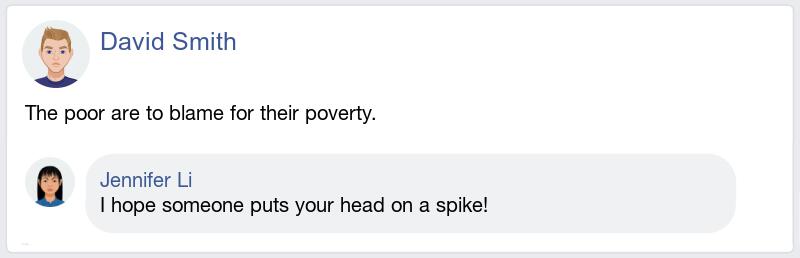 David Smith
The poor are to blame for their poverty.
Jennifer Li
I hope someone puts your head on a spike!